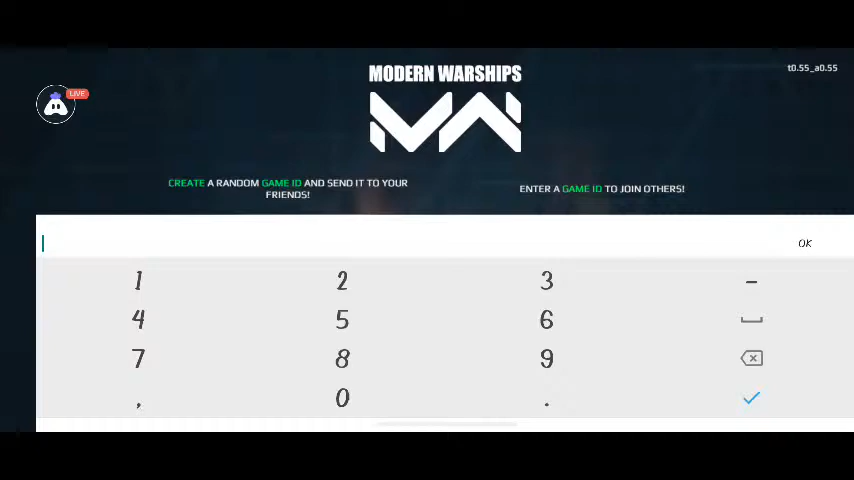 MODERN WARSHIPS
t0.55_a0.55
LIVE
CREATE A RANDOM GAME ID AND SEND IT TO YOUR
FRIENDS!
ENTER A GAME ID TO JOIN OTHERS!
OK
1 2 3 -
4 5 6
7 8 9
, 0 .